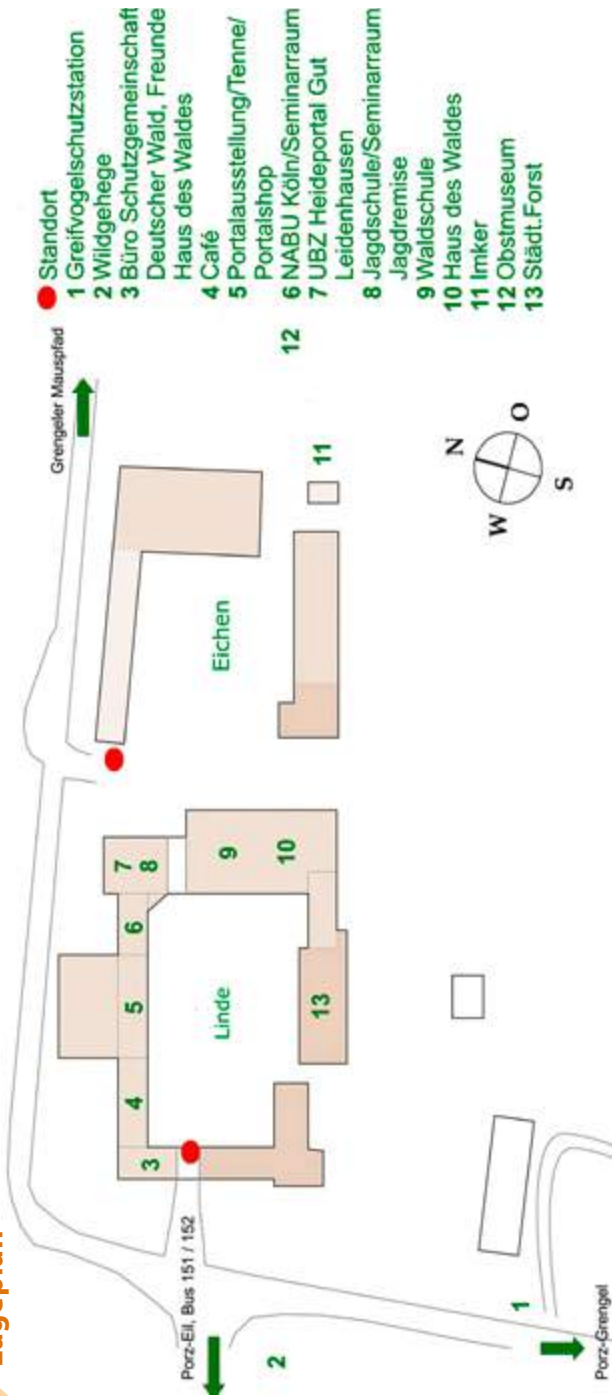 Lageplan
Standort
1 Greifvogelschutzstation
2 Wildgehege
3 Büro Schutzgemeinschaft
Deutscher Wald, Freunde
Haus des Waldes
4 Café
5 Portalausstellung/Tenne/
Portalshop
6 NABU Köln/Seminarraum
7 UBZ Heideportal Gut
Leidenhausen
8 Jagdschule/Seminarraum
Jagdremise
9 Waldschule
10 Haus des Waldes
11 Imker
12 Obstmuseum
13 Städt.Forst
Grengeler Mauspfad
Porz-Eil, Bus 151 / 152
Porz-Grengel
Linde
Eichen
1
2
3
4
5
6
7
8
9
10
11
12
13
N
O
S
W